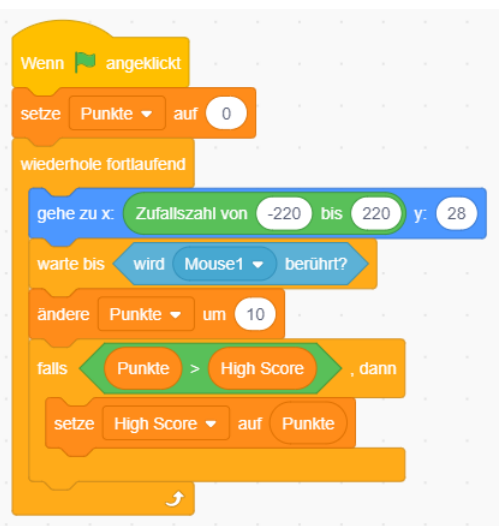 Wenn angeklickt
setze Punkte auf 0
wiederhole fortlaufend
gehe zu x: Zufallszahl von -220 bis 220 y: 28
warte bis wird Mouse1 berührt?
ändere Punkte um 10
falls Punkte > High Score , dann
setze High Score auf Punkte